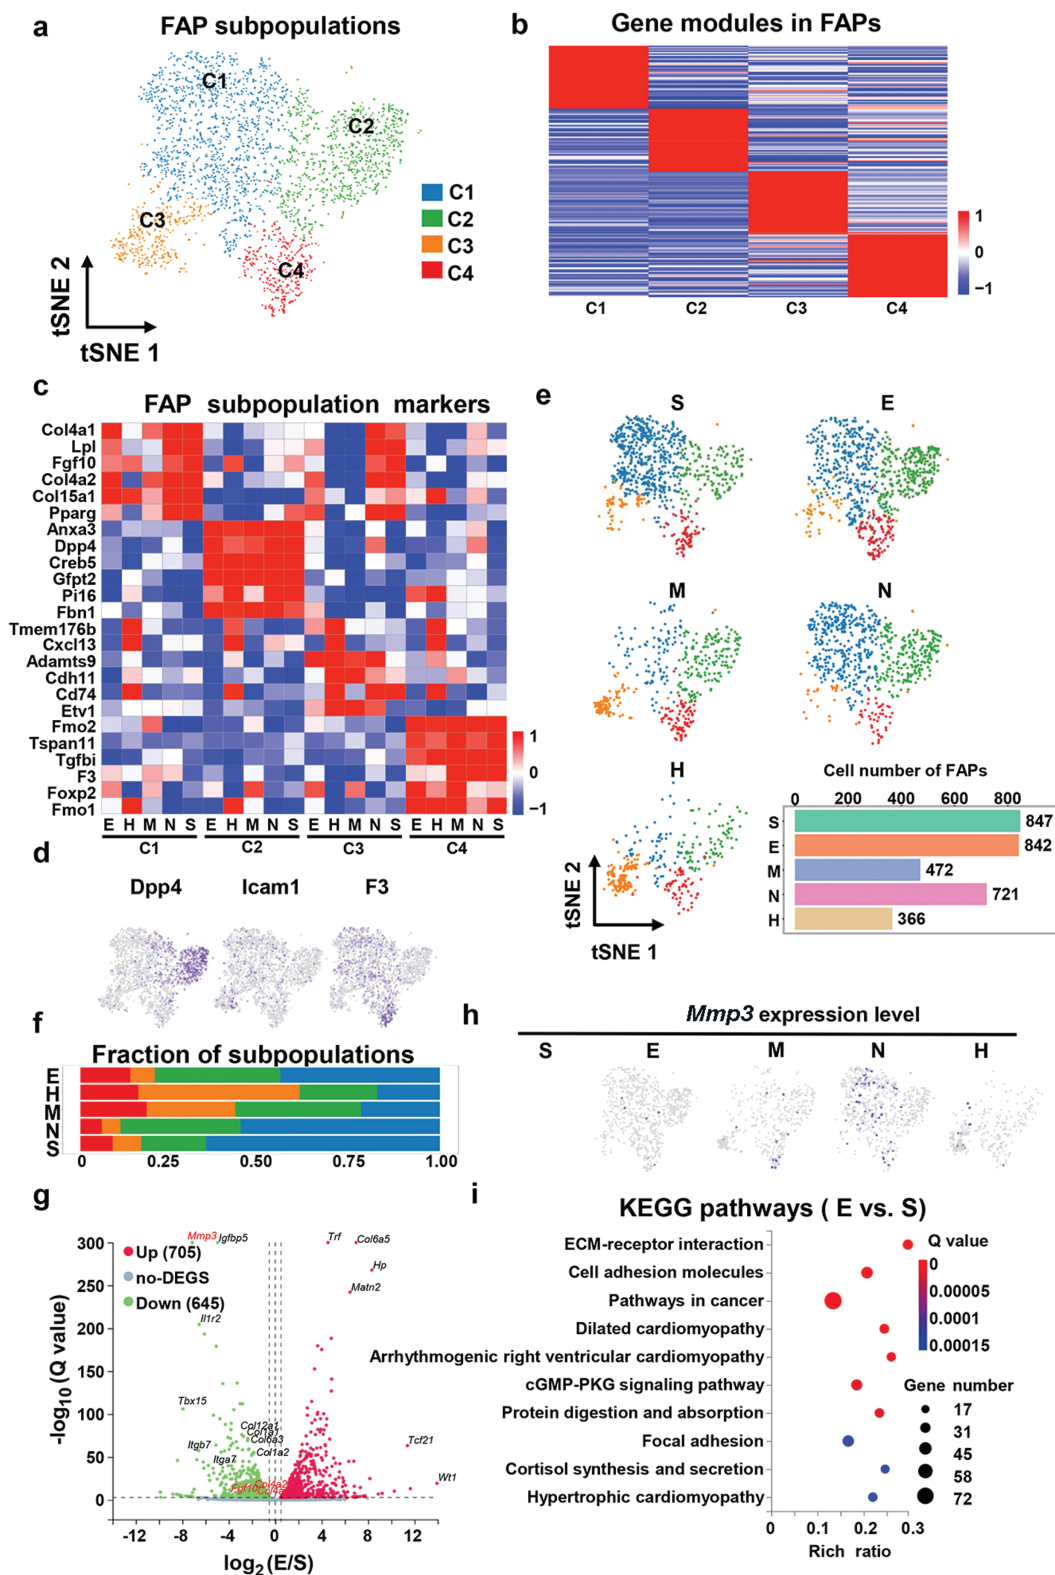 a
FAP subpopulations
C1
C2
C3
C4
C1
C2
C3
C4
tSNE 2
tSNE 1
b
Gene modules in FAPs
1
0
−1
C1 C2 C3 C4
c
FAP subpopulation markers
Col4a1
Lpl
Fgf10
Col4a2
Col15a1
Pparg
Anxa3
Dpp4
Creb5
Gfpt2
Pi16
Fbn1
Tmem176b
Cxcl13
Adamts9
Cdh11
Cd74
Etv1
Fmo2
Tspan11
Tgfbi
F3
Foxp2
Fmo1
1
0
−1
E H M N S E H M N S E H M N S E H M N S
C1 C2 C3 C4
d
Dpp4 Icam1 F3
e
S E
M N
H
tSNE 2
tSNE 1
Cell number of FAPs
0 200 400 600 800
S 847
E 842
M 472
N 721
H 366
f
Fraction of subpopulations
E
H
M
N
S
0 0.25 0.50 0.75 1.00
g
-log10(Q value)
300
250
200
150
100
50
0
Up (705)
no-DEGS
Down (645)
Mmp3 Igfbp5 Trf Col6a5
Hp
Matn2
Il1r2
Tbx15
Col12a1
Col1a1
Col6a3
Itgb7
Col1a2
Itga7
Tcf21
Wt1
Col4a2
-12 -8 -4 0 4 8 12
log2(E/S)
h
Mmp3 expression level
S E M N H
i
KEGG pathways ( E vs. S)
ECM-receptor interaction
Cell adhesion molecules
Pathways in cancer
Dilated cardiomyopathy
Arrhythmogenic right ventricular cardiomyopathy
cGMP-PKG signaling pathway
Protein digestion and absorption
Focal adhesion
Cortisol synthesis and secretion
Hypertrophic cardiomyopathy
0 0.1 0.2 0.3
Rich ratio
Q value
0
0.00005
0.0001
0.00015
Gene number
17
31
45
58
72